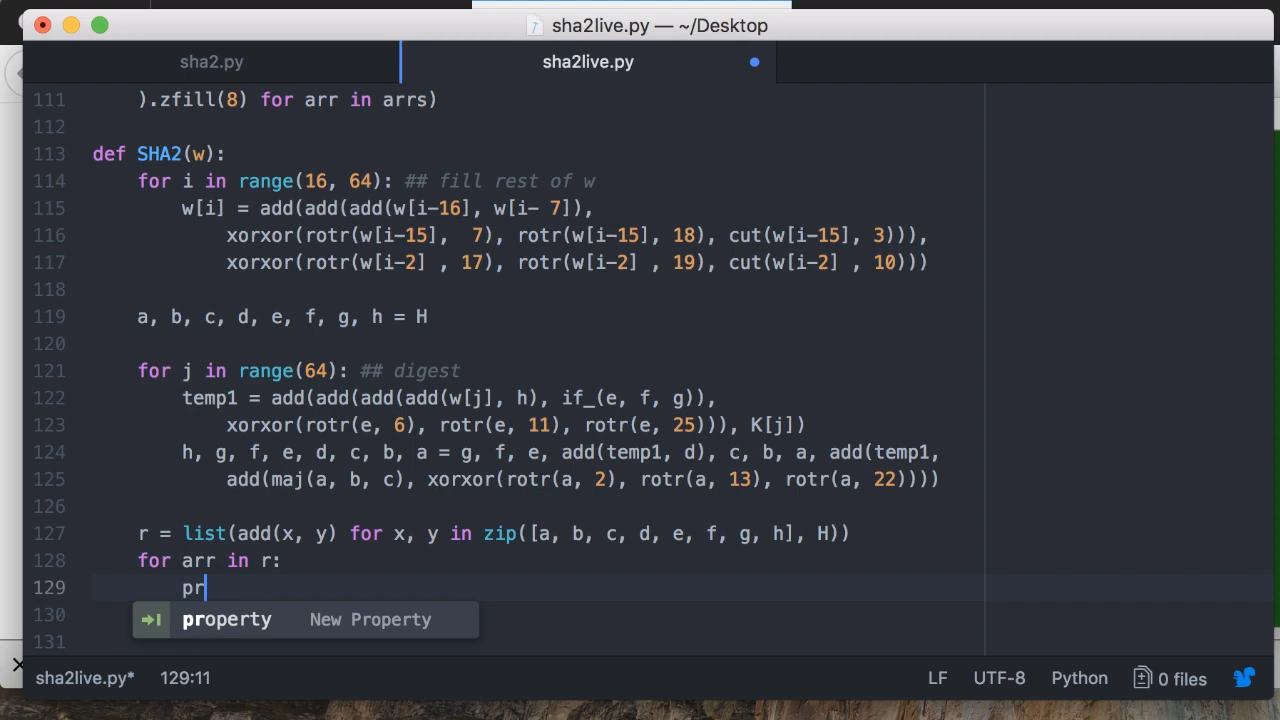 sha2live.py — ~/Desktop
sha2.py
sha2live.py
111 ).zfill(8) for arr in arrs)
112
113 def SHA2(w):
114 for i in range(16, 64): ## fill rest of w
115 w[i] = add(add(add(w[i-16], w[i- 7]),
116 xorxor(rotr(w[i-15], 7), rotr(w[i-15], 18), cut(w[i-15], 3))),
117 xorxor(rotr(w[i-2] , 17), rotr(w[i-2] , 19), cut(w[i-2] , 10)))
118
119 a, b, c, d, e, f, g, h = H
120
121 for j in range(64): ## digest
122 temp1 = add(add(add(add(w[j], h), if_(e, f, g)),
123 xorxor(rotr(e, 6), rotr(e, 11), rotr(e, 25))), K[j])
124 h, g, f, e, d, c, b, a = g, f, e, add(temp1, d), c, b, a, add(temp1,
125 add(maj(a, b, c), xorxor(rotr(a, 2), rotr(a, 13), rotr(a, 22))))
126
127 r = list(add(x, y) for x, y in zip([a, b, c, d, e, f, g, h], H))
128 for arr in r:
129 pr
130 property New Property
131
sha2live.py* 129:11 LF UTF-8 Python 0 files